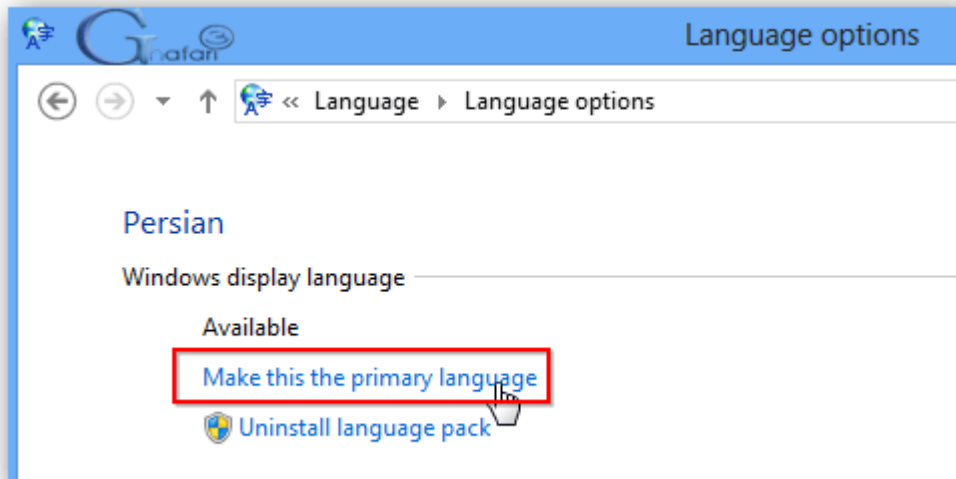 Gnafan 3
Language options
« Language ▸ Language options
Persian
Windows display language
Available
Make this the primary language
Uninstall language pack